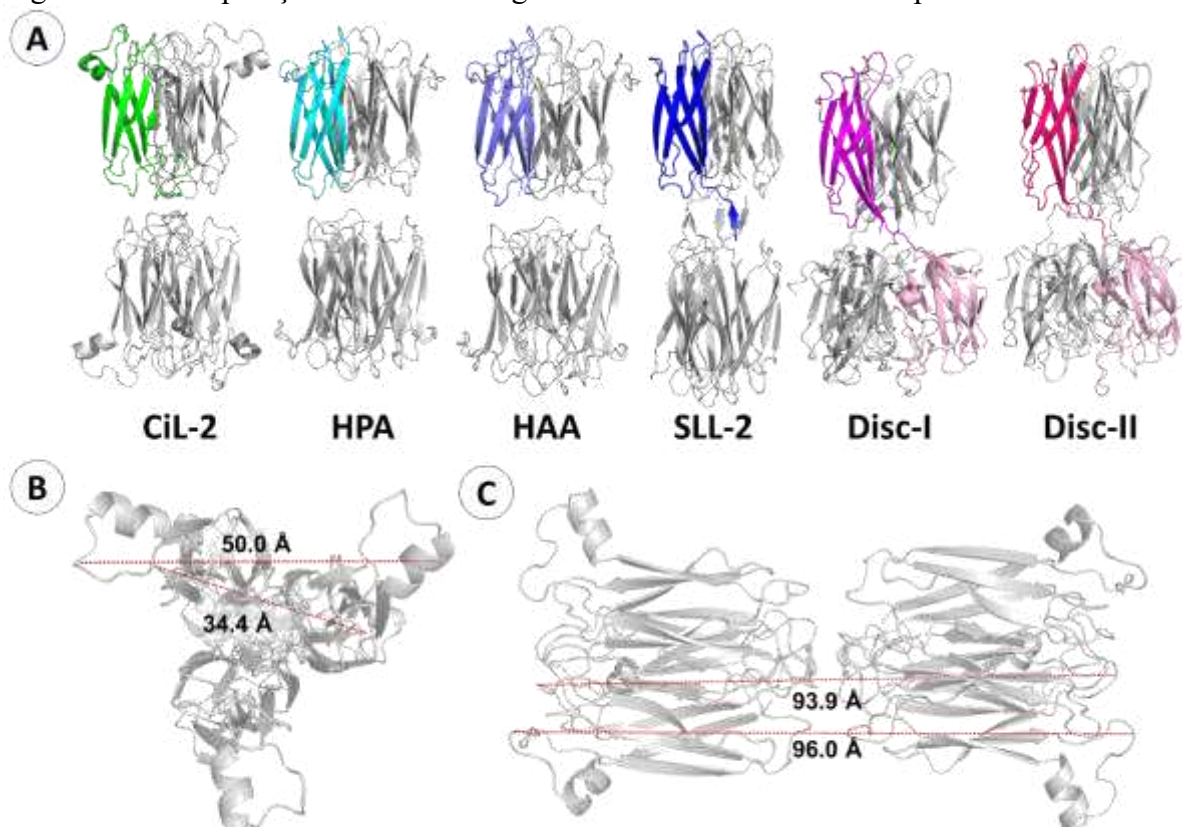 A
CiL-2 HPA HAA SLL-2 Disc-I Disc-II
B
C
50.0 Å
34.4 Å
93.9 Å
96.0 Å